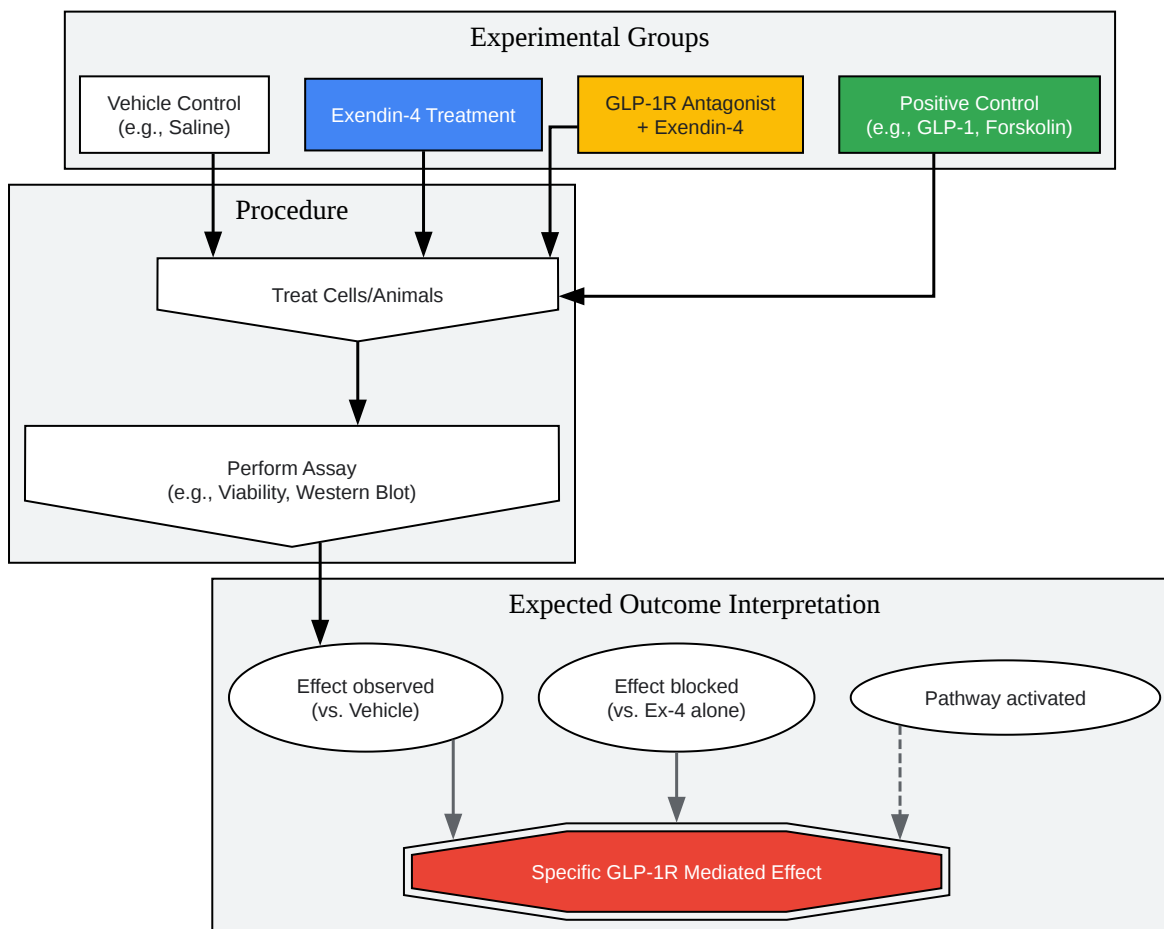 Experimental Groups
Vehicle Control
(e.g., Saline)
Exendin-4 Treatment
GLP-1R Antagonist
+ Exendin-4
Positive Control
(e.g., GLP-1, Forskolin)
Procedure
Treat Cells/Animals
Perform Assay
(e.g., Viability, Western Blot)
Expected Outcome Interpretation
Effect observed
(vs. Vehicle)
Effect blocked
(vs. Ex-4 alone)
Pathway activated
Specific GLP-1R Mediated Effect